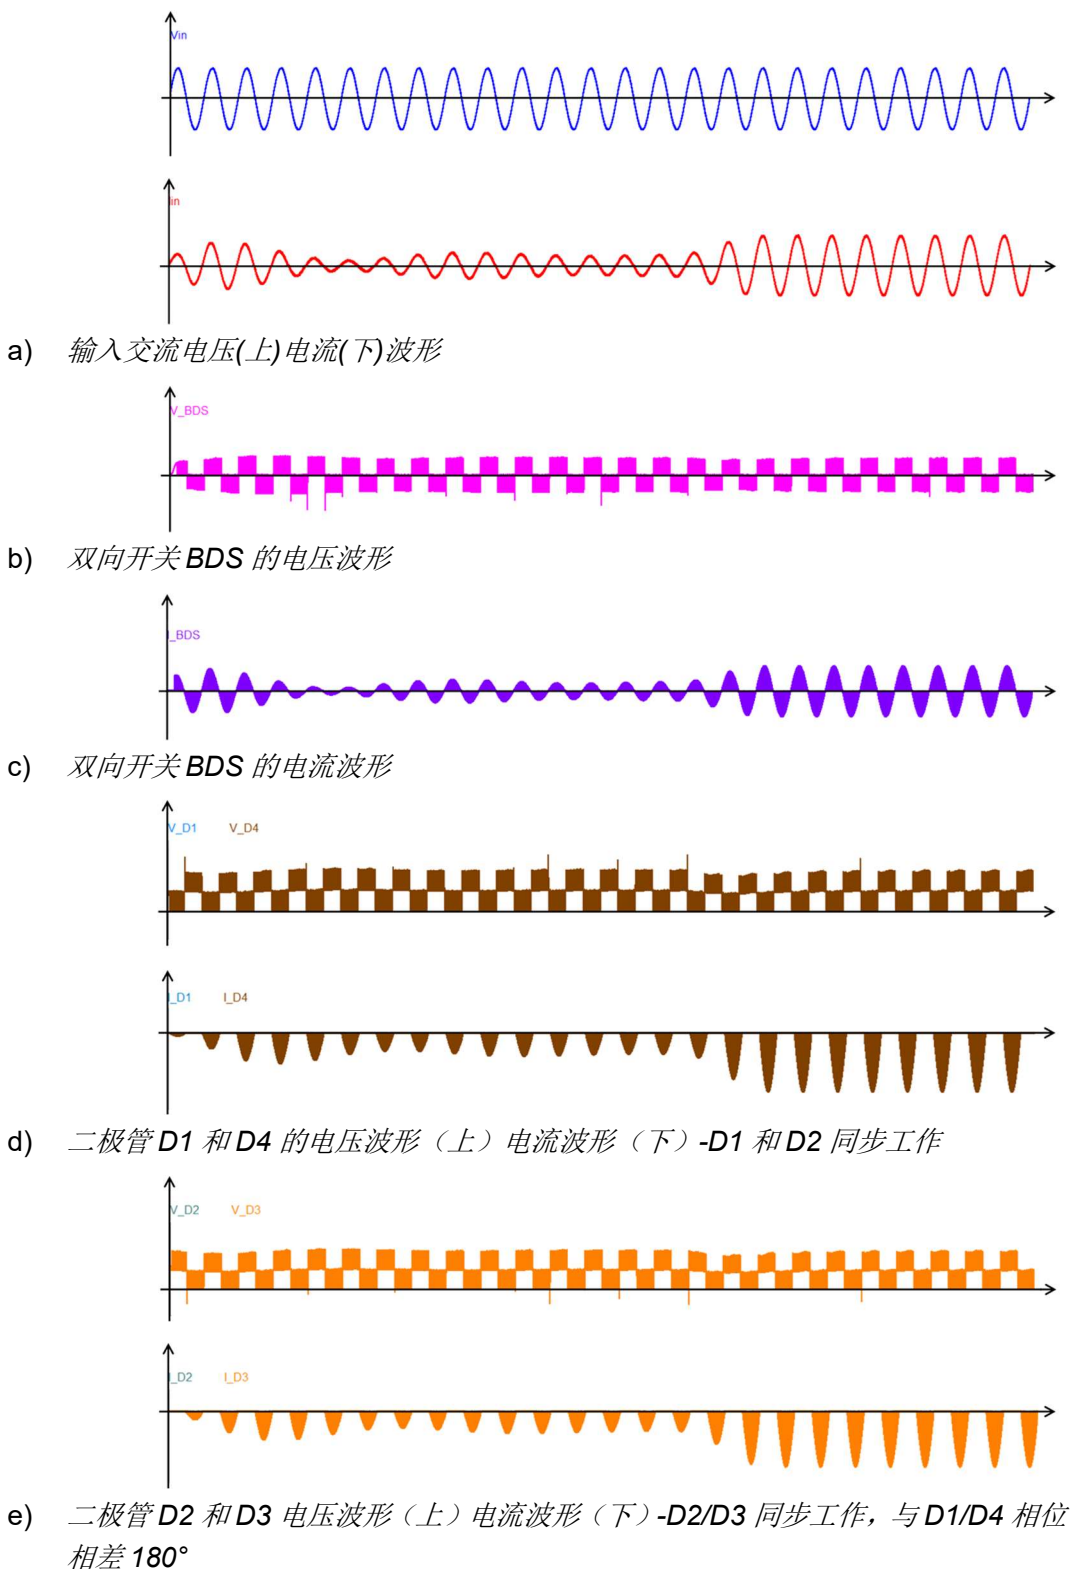 Vin
Iin
a) 输入交流电压(上)电流(下)波形
V_BDS
b) 双向开关 BDS 的电压波形
I_BDS
c) 双向开关 BDS 的电流波形
V_D1 V_D4
I_D1 I_D4
d) 二极管 D1 和 D4 的电压波形（上）电流波形（下）-D1 和 D2 同步工作
V_D2 V_D3
I_D2 I_D3
e) 二极管 D2 和 D3 电压波形（上）电流波形（下）-D2/D3 同步工作，与 D1/D4 相位
相差 180°